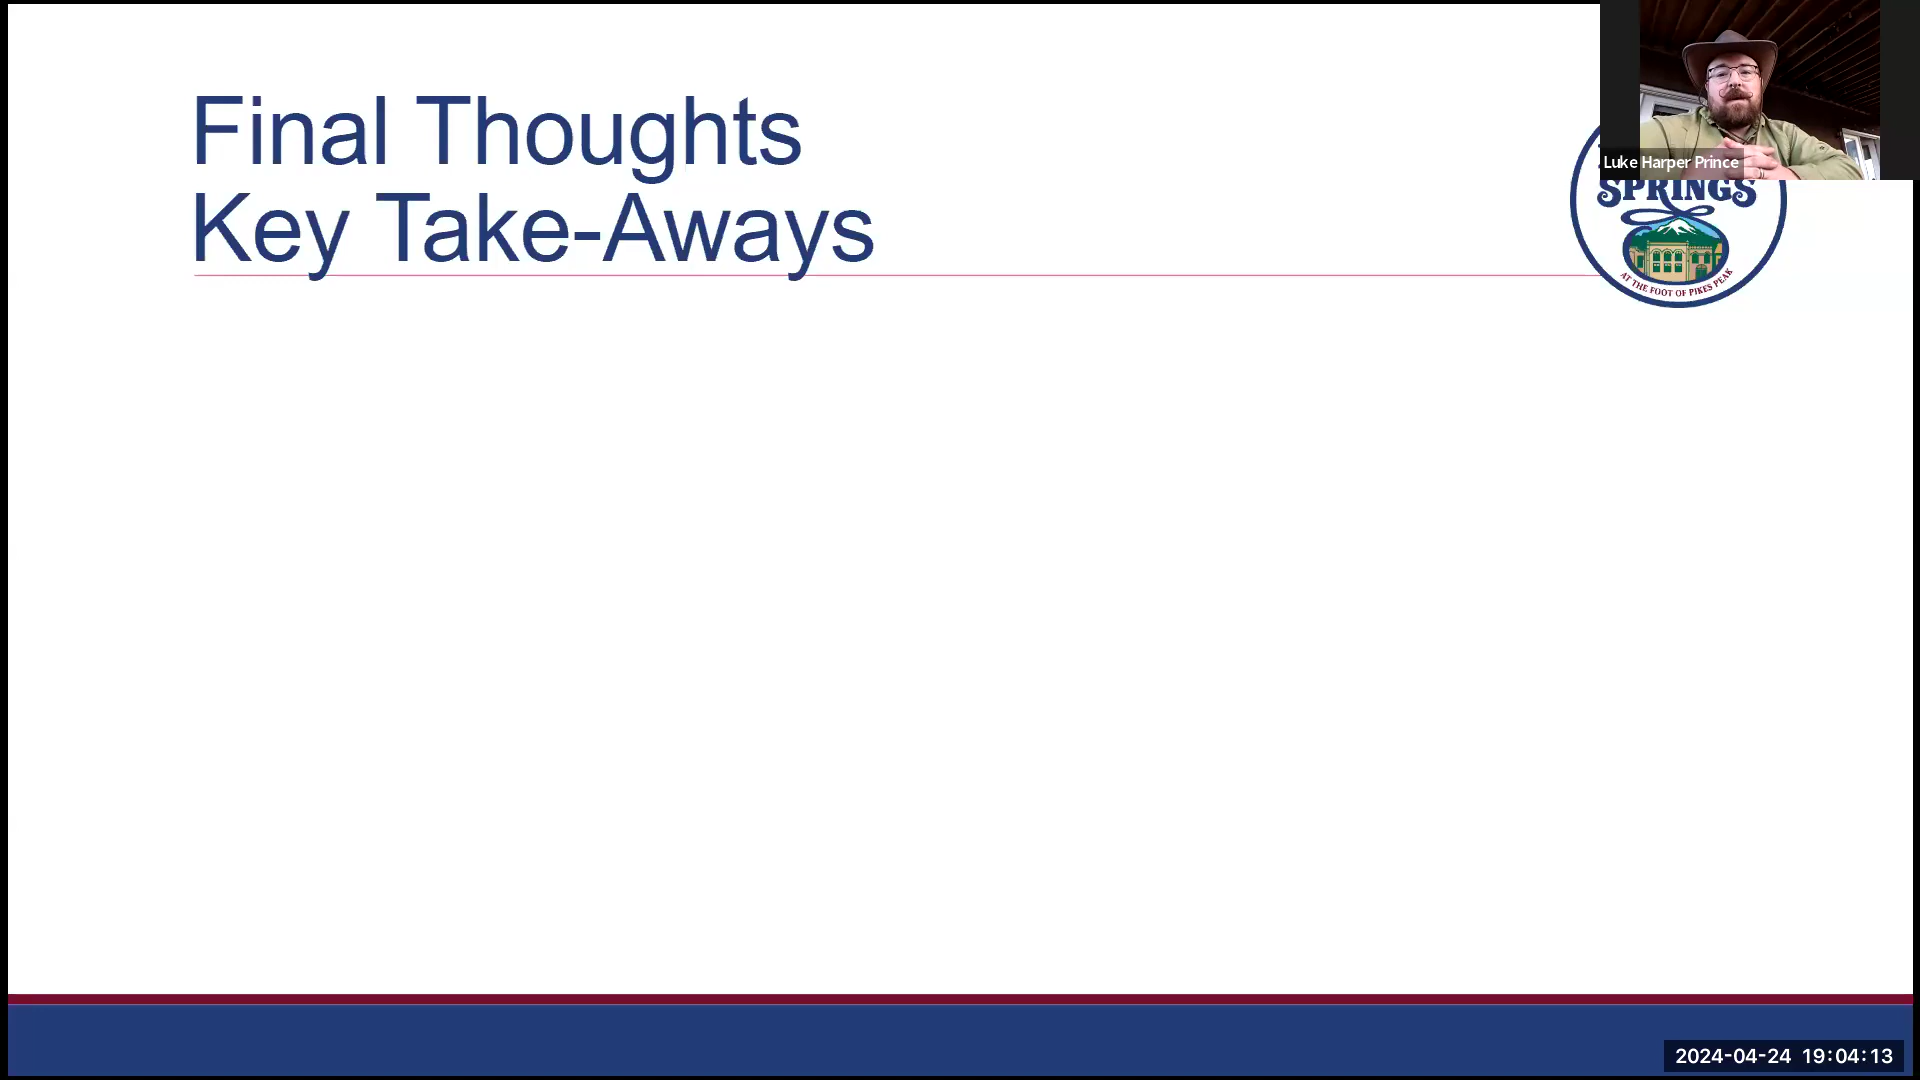 Final Thoughts
Key Take-Aways
Luke Harper Prince
SPRINGS
AT THE FOOT OF PIKES PEAK
2024-04-24 19:04:13